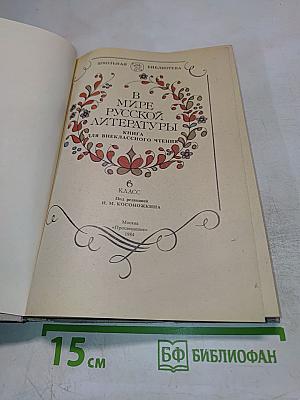 ШКОЛЬНАЯ БИБЛИОТЕКА
В
МИРЕ
РУССКОЙ
ЛИТЕРАТУРЫ
КНИГА
ДЛЯ ВНЕКЛАССНОГО ЧТЕНИЯ
6
КЛАСС
Под редакцией
И. М. КОСОНОЖКИНА
Москва
«Просвещение»
1984
15 см
БФ БИБЛИОФАН